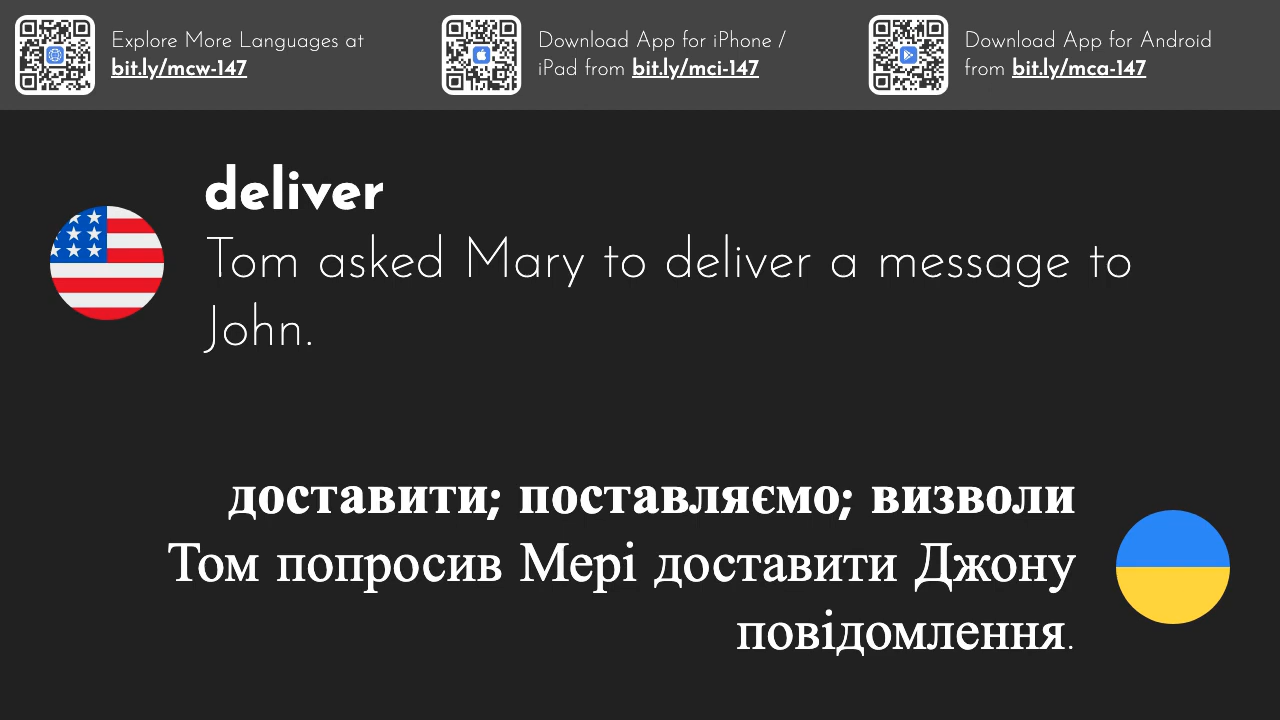 Explore More Languages at
bit.ly/mcw-147
Download App for iPhone /
iPad from bit.ly/mci-147
Download App for Android
from bit.ly/mca-147
deliver
Tom asked Mary to deliver a message to
John.
доставити; поставляємо; визволи
Том попросив Мері доставити Джону
повідомлення.